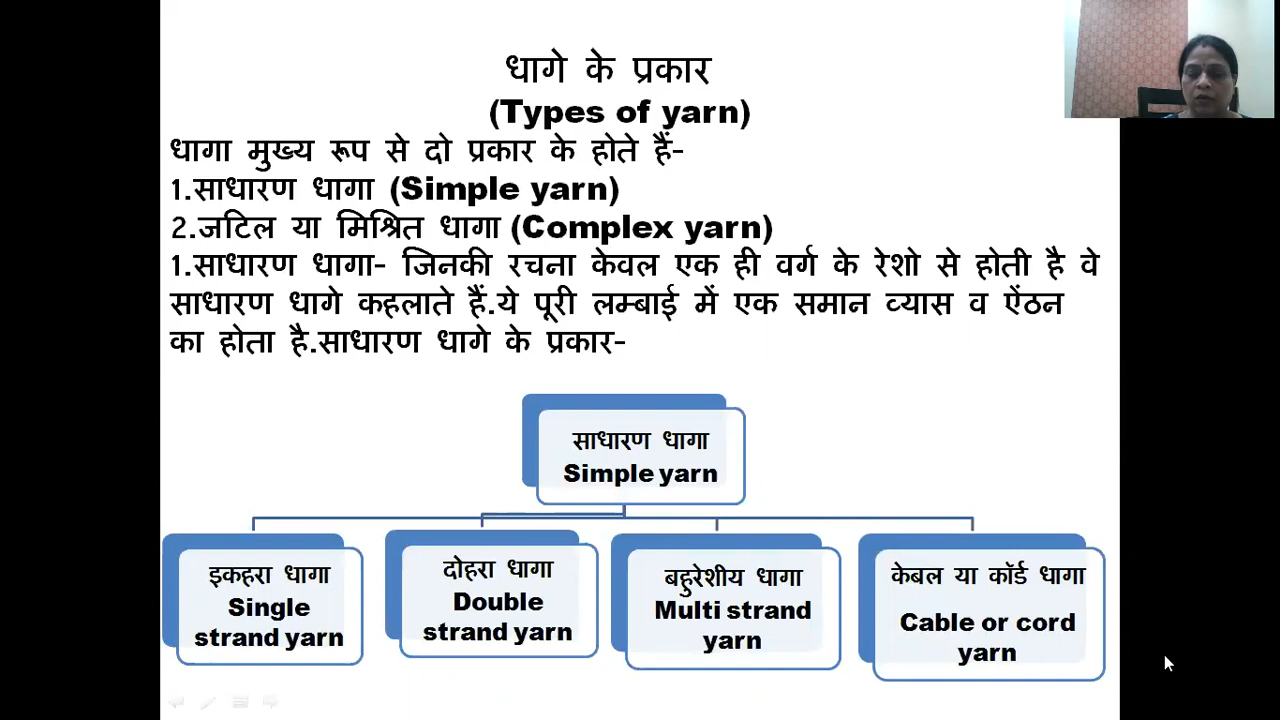 धागे के प्रकार
(Types of yarn)
धागा मुख्य रूप से दो प्रकार के होते हैं-
1.साधारण धागा (Simple yarn)
2.जटिल या मिश्रित धागा (Complex yarn)
1.साधारण धागा- जिनकी रचना केवल एक ही वर्ग के रेशो से होती है वे
साधारण धागे कहलाते हैं.ये पूरी लम्बाई में एक समान व्यास व ऐंठन
का होता है.साधारण धागे के प्रकार-
साधारण धागा
Simple yarn
इकहरा धागा
Single
strand yarn
दोहरा धागा
Double
strand yarn
बहुरेशीय धागा
Multi strand
yarn
केबल या कॉर्ड धागा
Cable or cord
yarn